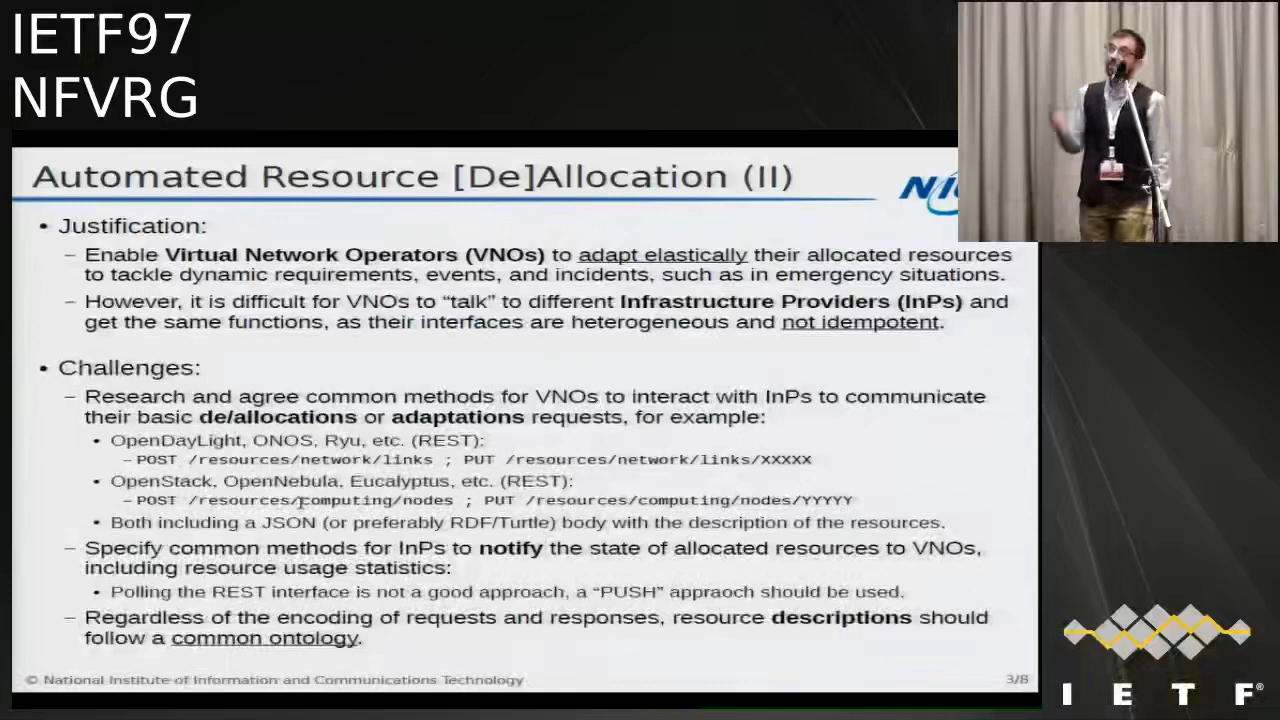 IETF97
NFVRG
Automated Resource [De]Allocation (II)
• Justification:
– Enable Virtual Network Operators (VNOs) to adapt elastically their allocated resources
to tackle dynamic requirements, events, and incidents, such as in emergency situations.
– However, it is difficult for VNOs to “talk” to different Infrastructure Providers (InPs) and
get the same functions, as their interfaces are heterogeneous and not idempotent.
• Challenges:
– Research and agree common methods for VNOs to interact with InPs to communicate
their basic de/allocations or adaptations requests, for example:
• OpenDayLight, ONOS, Ryu, etc. (REST):
– POST /resources/network/links ; PUT /resources/network/links/XXXXX
• OpenStack, OpenNebula, Eucalyptus, etc. (REST):
– POST /resources/computing/nodes ; PUT /resources/computing/nodes/YYYYY
• Both including a JSON (or preferably RDF/Turtle) body with the description of the resources.
– Specify common methods for InPs to notify the state of allocated resources to VNOs,
including resource usage statistics:
• Polling the REST interface is not a good approach, a “PUSH” appraoch should be used.
– Regardless of the encoding of requests and responses, resource descriptions should
follow a common ontology.
© National Institute of Information and Communications Technology
3/8
I E T F®